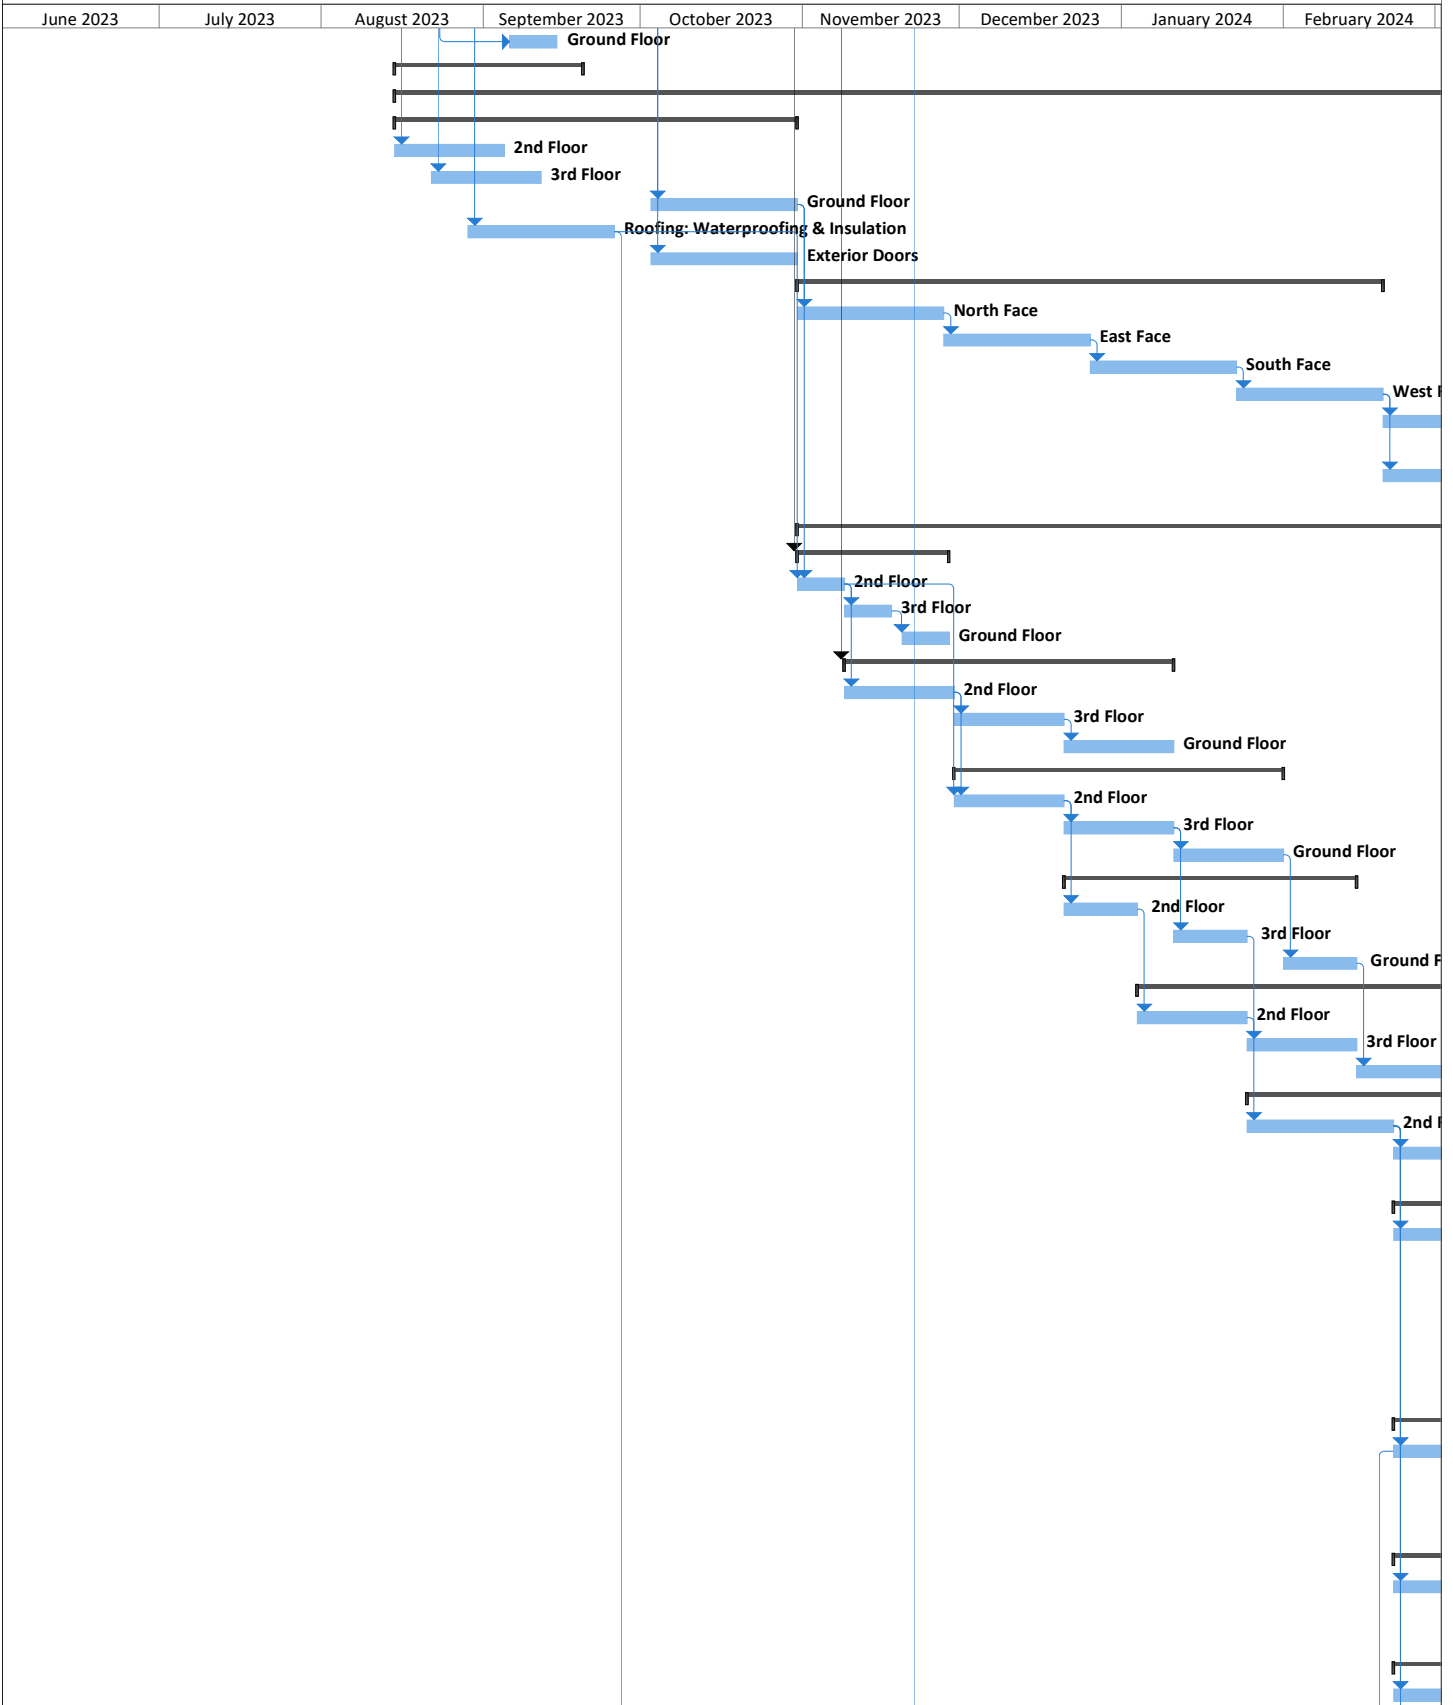 June 2023 July 2023 August 2023 September 2023 October 2023 November 2023 December 2023 January 2024 February 2024
Ground Floor
2nd Floor
3rd Floor
Ground Floor
Roofing: Waterproofing & Insulation
Exterior Doors
North Face
East Face
South Face
West F
2nd Floor
3rd Floor
Ground Floor
2nd Floor
3rd Floor
Ground Floor
2nd Floor
3rd Floor
Ground Floor
2nd Floor
3rd Floor
Ground F
2nd Floor
3rd Floor
2nd F